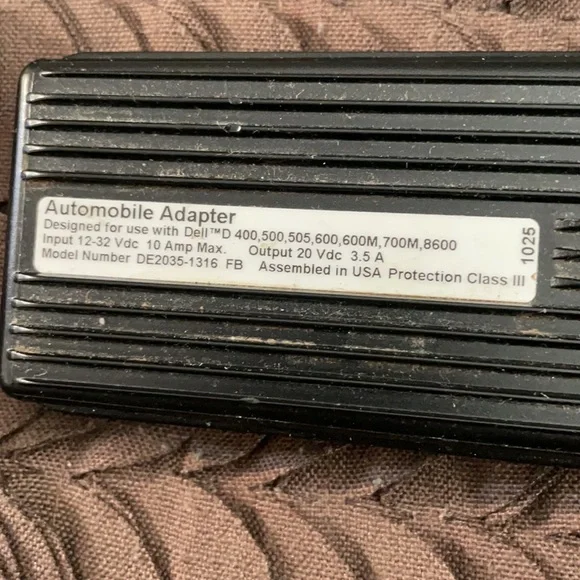 Automobile Adapter
Designed for use with Dell™D 400,500,505,600,600M,700M,8600
Input 12-32 Vdc 10 Amp Max. Output 20 Vdc 3.5 A
Model Number DE2035-1316 FB Assembled in USA Protection Class III
1025